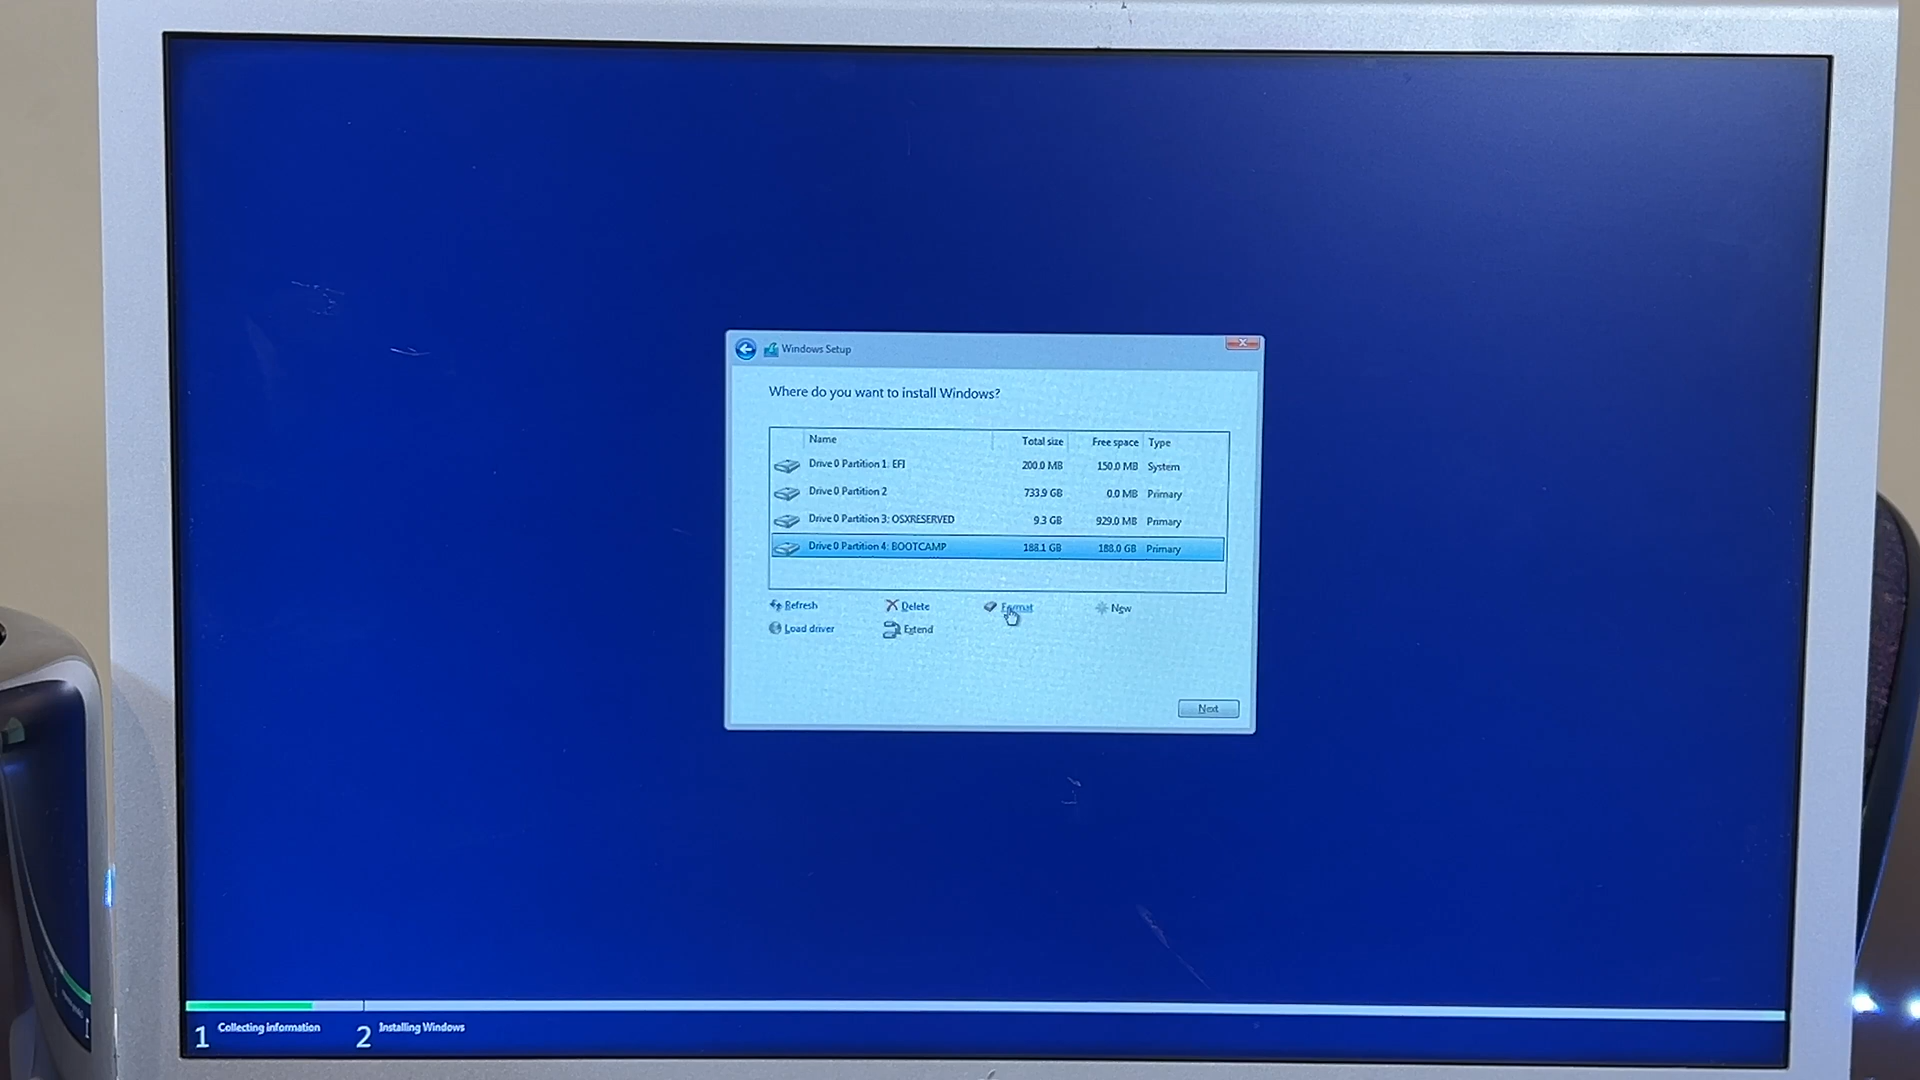 Windows Setup
Where do you want to install Windows?
Name Total size Free space Type
Drive 0 Partition 1: EFI 200.0 MB 150.0 MB System
Drive 0 Partition 2 733.9 GB 0.0 MB Primary
Drive 0 Partition 3: OSXRESERVED 9.3 GB 929.0 MB Primary
Drive 0 Partition 4: BOOTCAMP 188.1 GB 188.0 GB Primary
Refresh Delete Format New
Load driver Extend
Next
1 Collecting information 2 Installing Windows